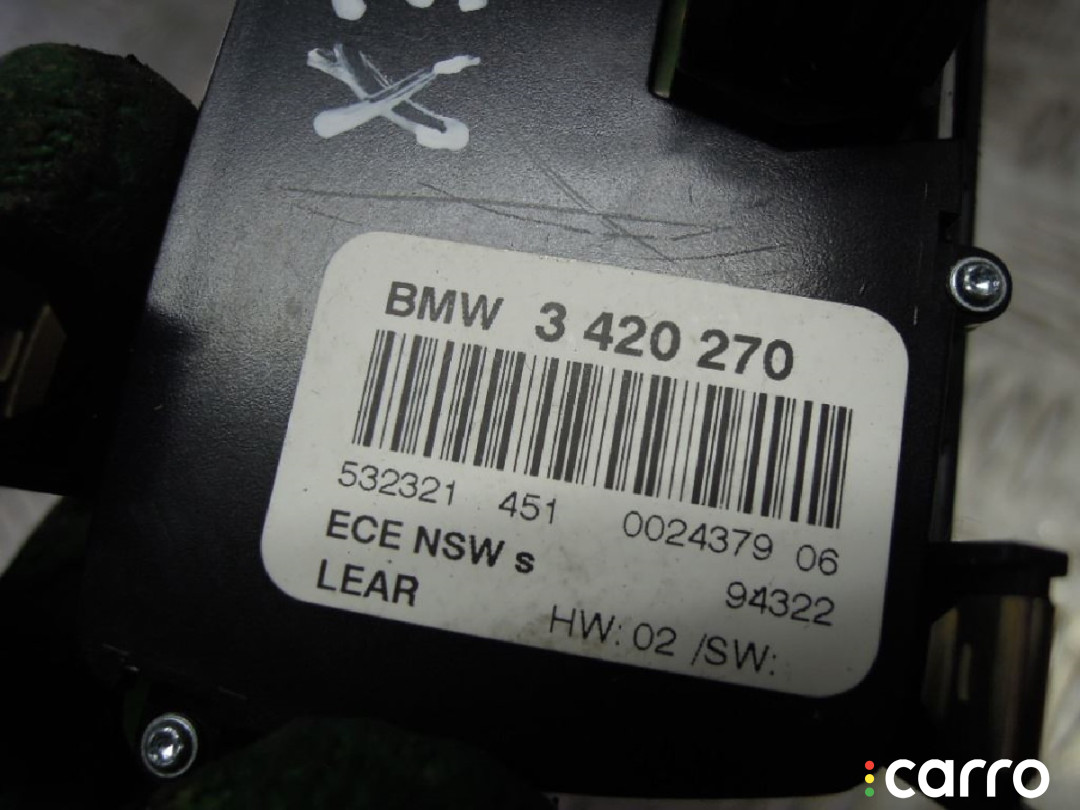 X
BMW 3 420 270
532321 451 0024379 06
ECE NSW s 94322
LEAR HW: 02 /SW:
carro